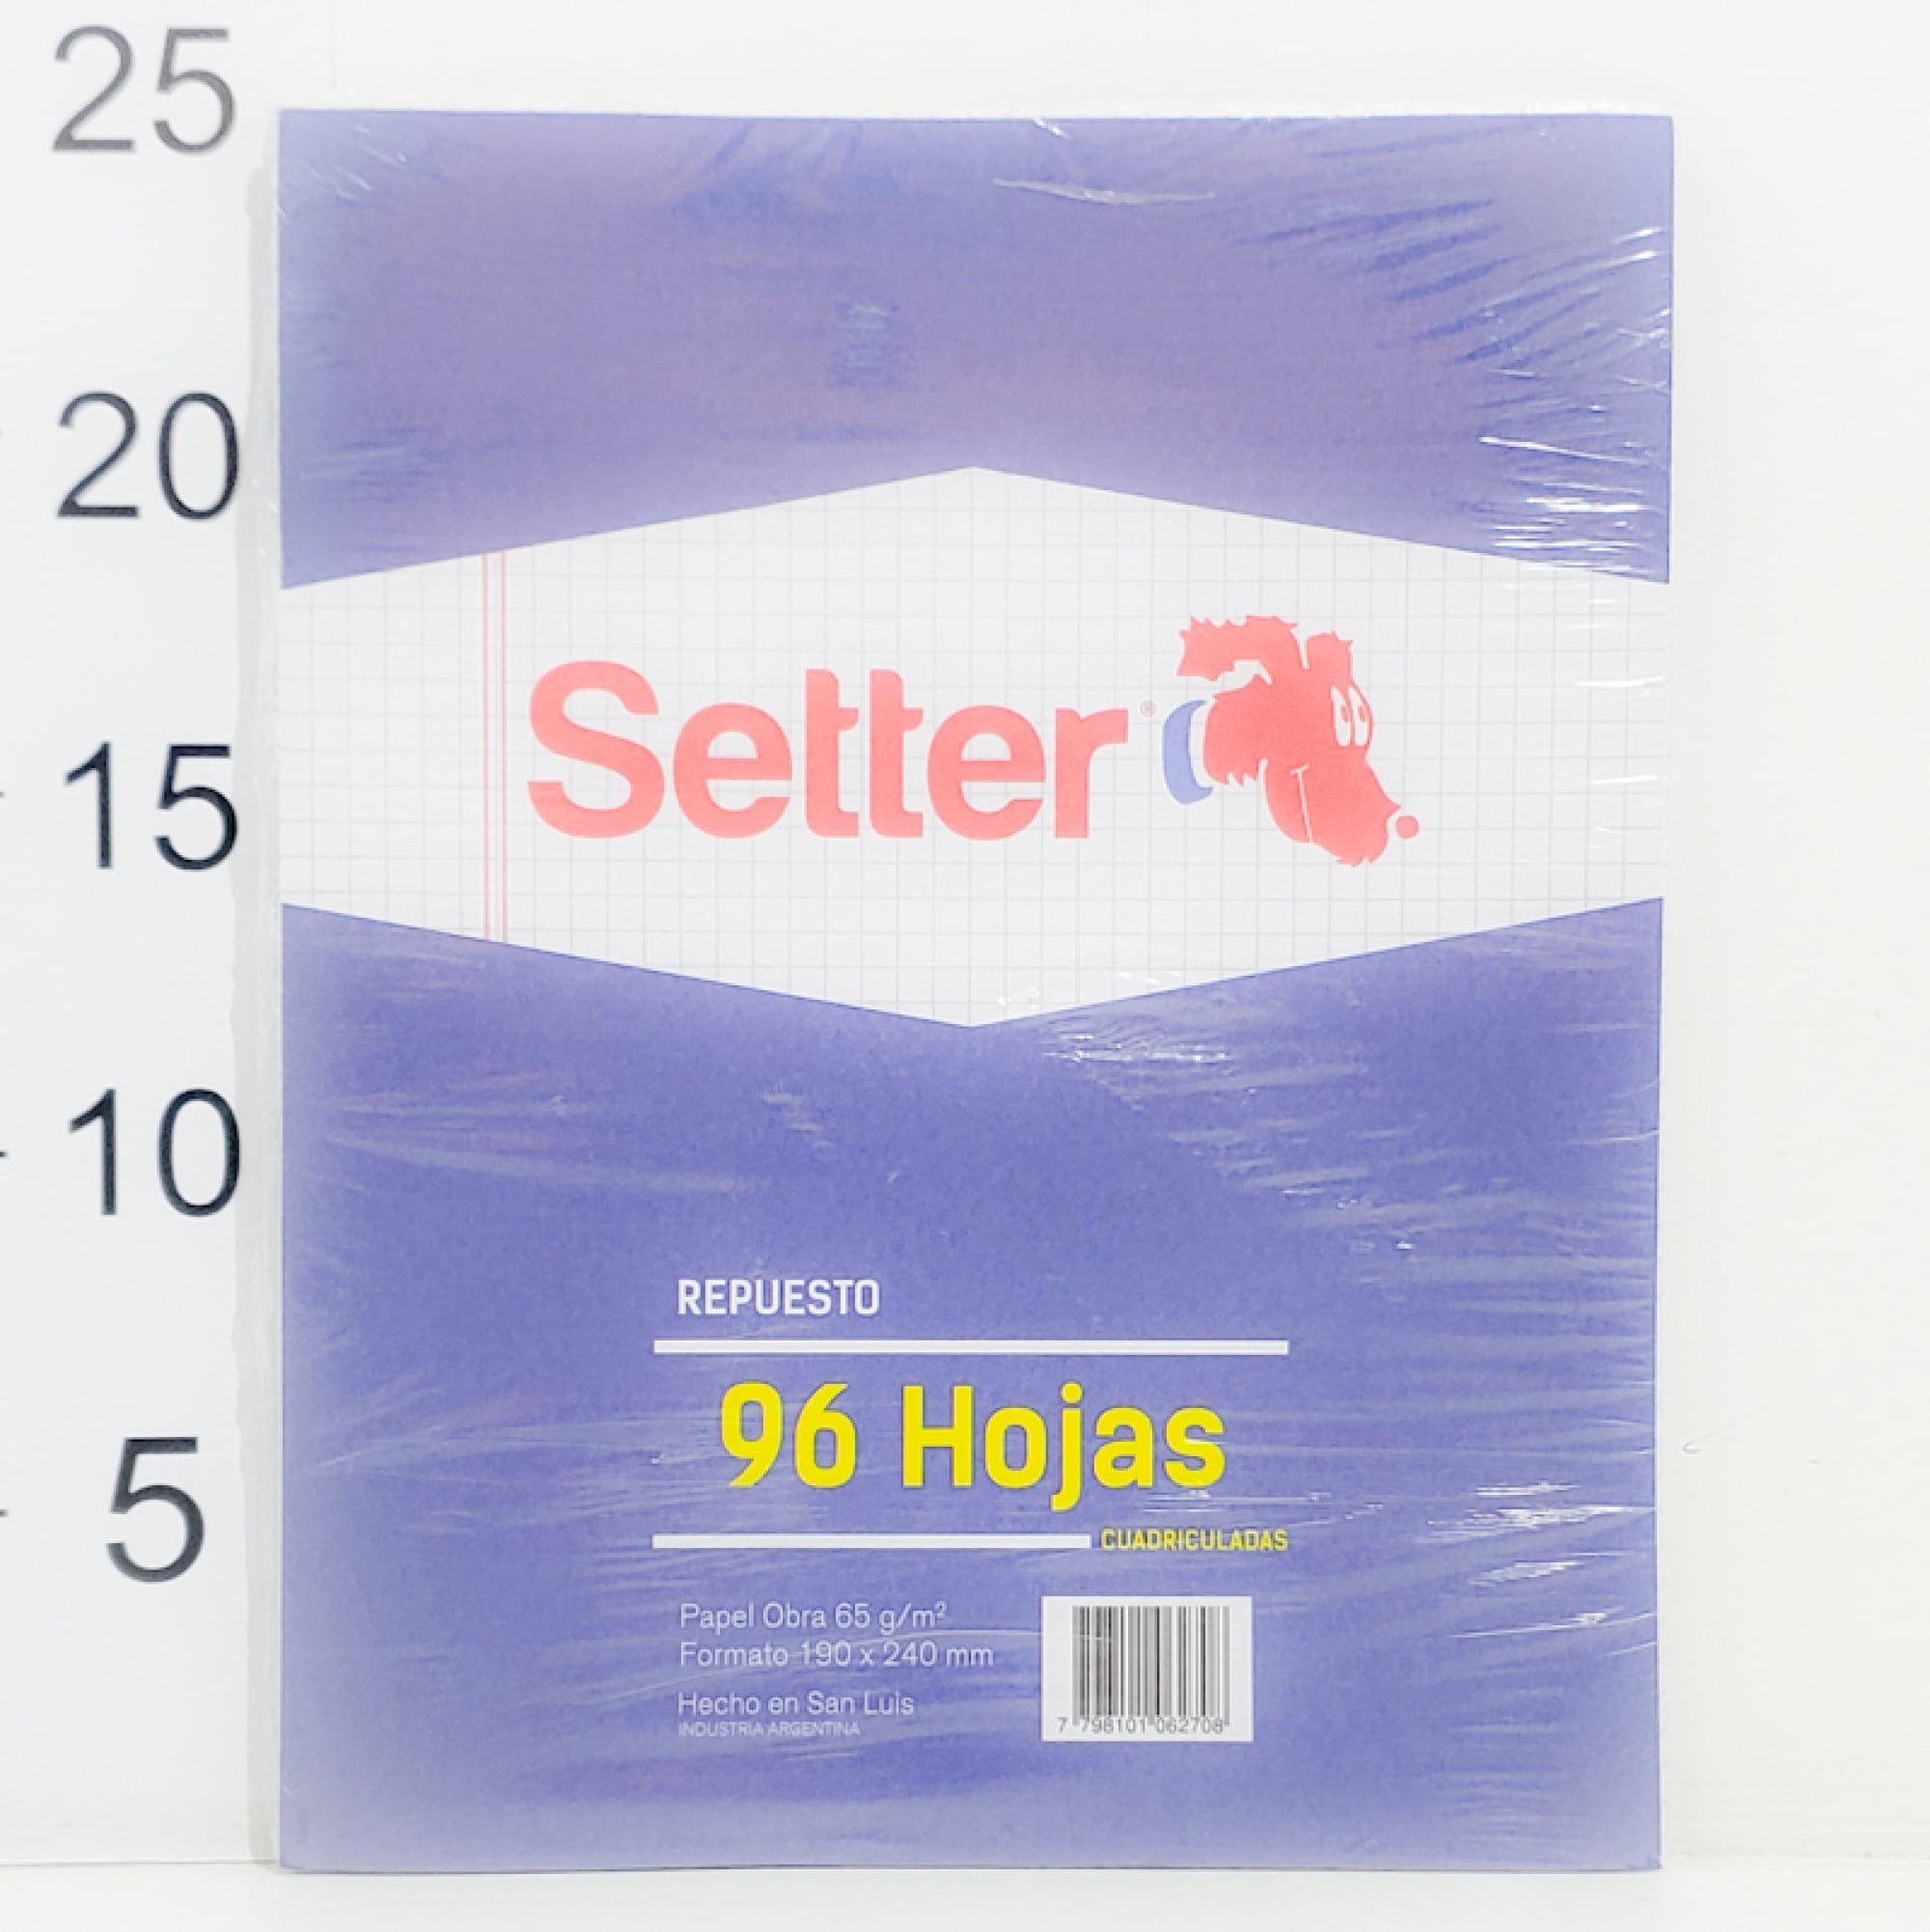 25
20
15
10
5
Setter®
REPUESTO
96 Hojas
CUADRICULADAS
Papel Obra 65 g/m²
Formato 190 x 240 mm
Hecho en San Luis
INDUSTRIA ARGENTINA
7 798101 062708